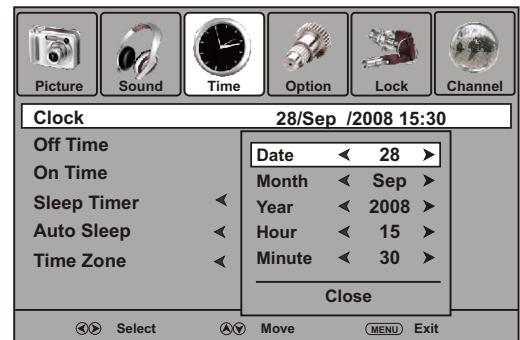 Picture Sound Time Option Lock Channel
Clock 28/Sep /2008 15:30
Off Time
On Time
Sleep Timer
Auto Sleep
Time Zone
Date 28
Month Sep
Year 2008
Hour 15
Minute 30
Close
Select Move MENU Exit